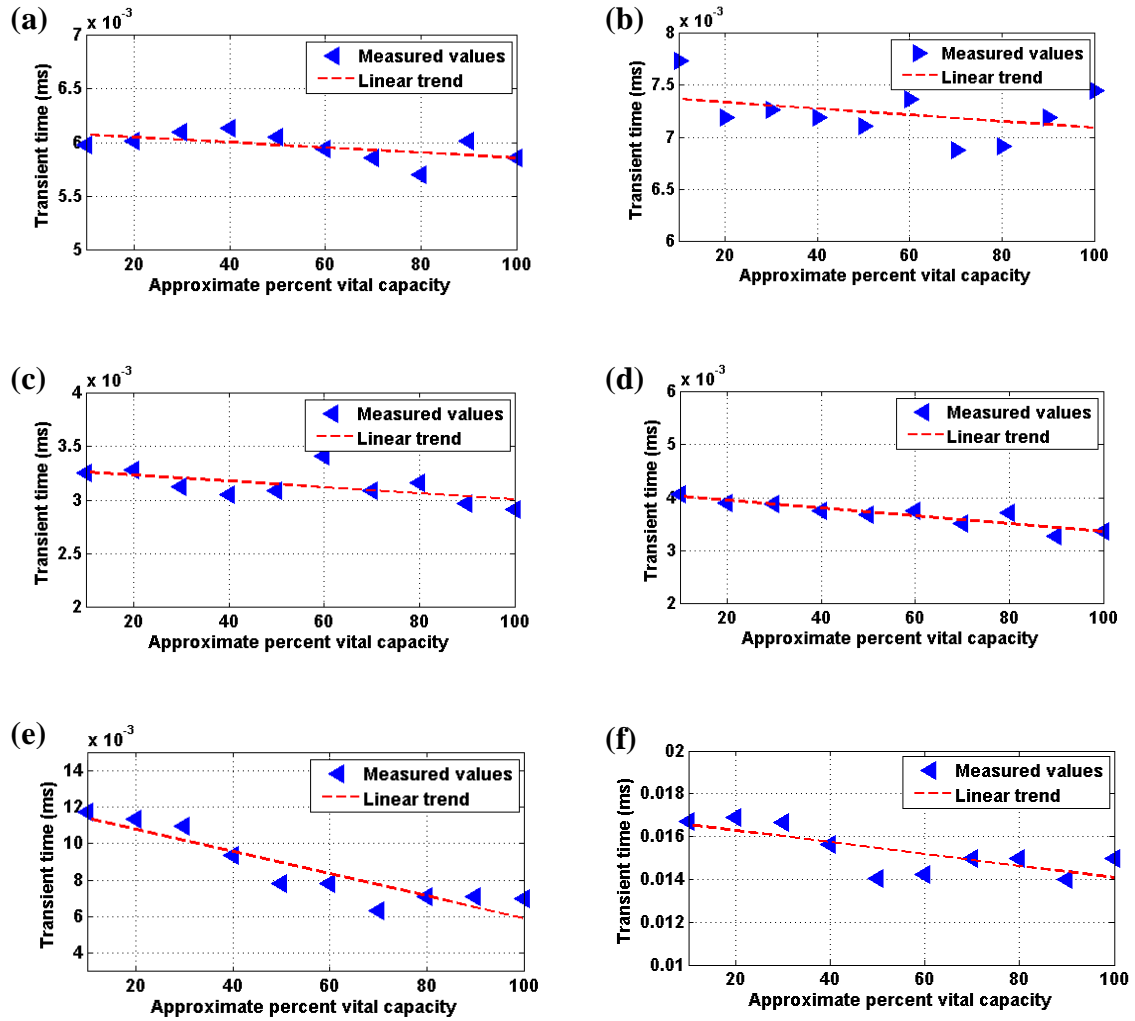 (a)
x 10⁻³
7
6.5
6
5.5
5
20 40 60 80 100
Transient time (ms)
Approximate percent vital capacity
Measured values
Linear trend
(b)
8 x 10⁻³
7.5
7
6.5
6
20 40 60 80 100
Transient time (ms)
Approximate percent vital capacity
Measured values
Linear trend
(c)
x 10⁻³
4
3.5
3
2.5
2
20 40 60 80 100
Transient time (ms)
Approximate percent vital capacity
Measured values
Linear trend
(d)
x 10⁻³
6
5
4
3
2
20 40 60 80 100
Transient time (ms)
Approximate percent vital capacity
Measured values
Linear trend
(e)
x 10⁻³
14
12
10
8
6
4
20 40 60 80 100
Transient time (ms)
Approximate percent vital capacity
Measured values
Linear trend
(f)
02
0.018
0.016
0.014
0.012
0.01
20 40 60 80 100
Transient time (ms)
Approximate percent vital capacity
Measured values
Linear trend